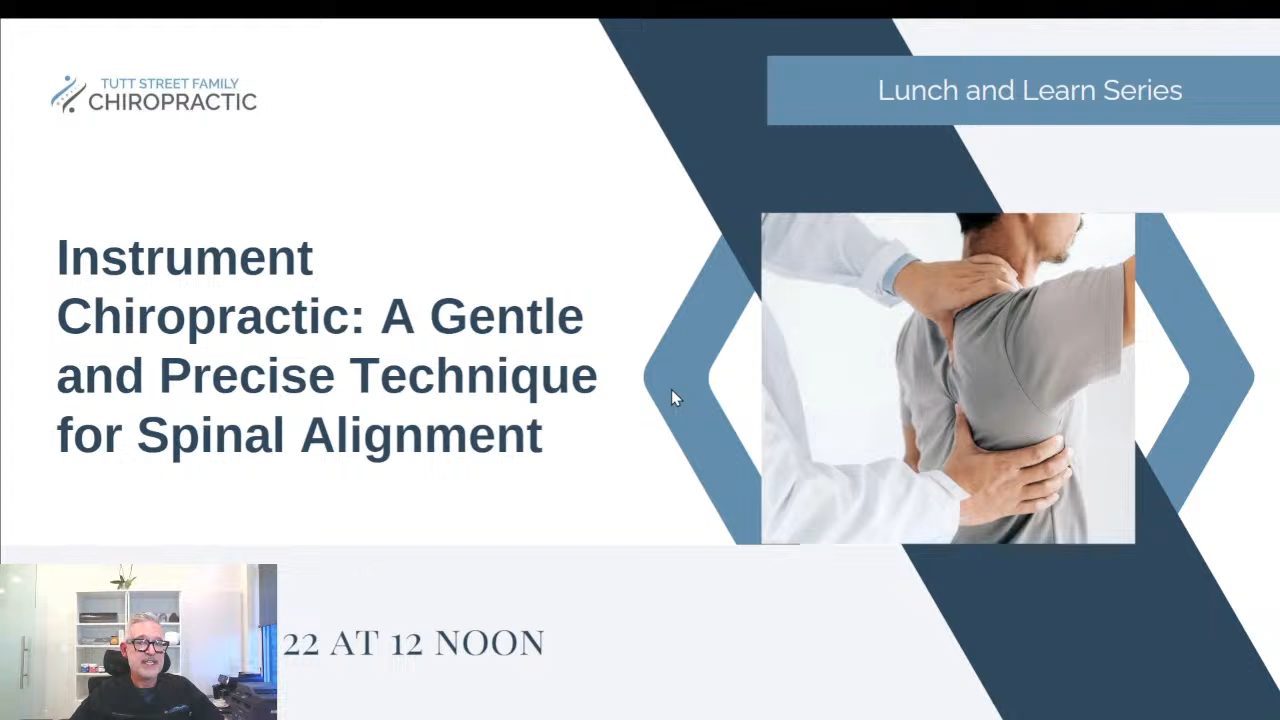 TUTT STREET FAMILY
CHIROPRACTIC
Lunch and Learn Series
Instrument
Chiropractic: A Gentle
and Precise Technique
for Spinal Alignment
22 AT 12 NOON